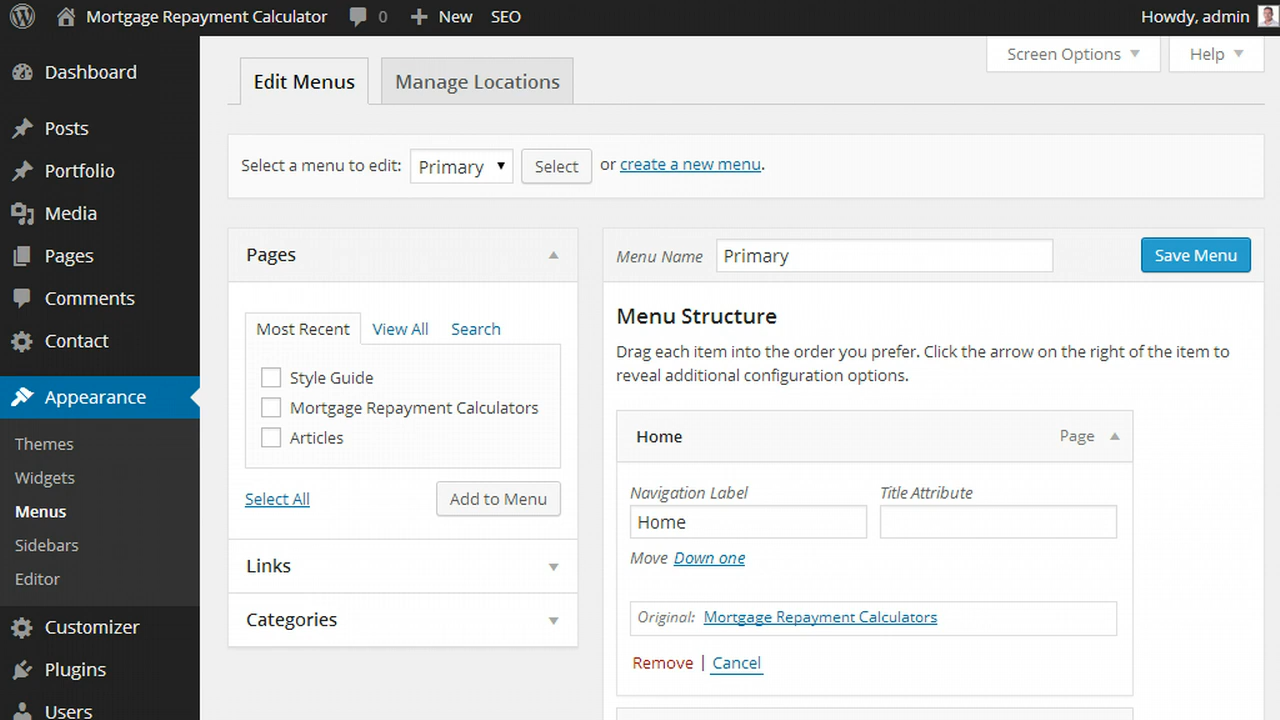 Mortgage Repayment Calculator 0 New SEO Howdy, admin
Dashboard
Posts
Portfolio
Media
Pages
Comments
Contact
Appearance
Themes
Widgets
Menus
Sidebars
Editor
Customizer
Plugins
Users
Screen Options Help
Edit Menus Manage Locations
Select a menu to edit: Primary Select or create a new menu.
Pages
Most Recent View All Search
Style Guide
Mortgage Repayment Calculators
Articles
Select All Add to Menu
Links
Categories
Menu Name Primary Save Menu
Menu Structure
Drag each item into the order you prefer. Click the arrow on the right of the item to
reveal additional configuration options.
Home Page
Navigation Label Title Attribute
Home
Move Down one
Original: Mortgage Repayment Calculators
Remove | Cancel